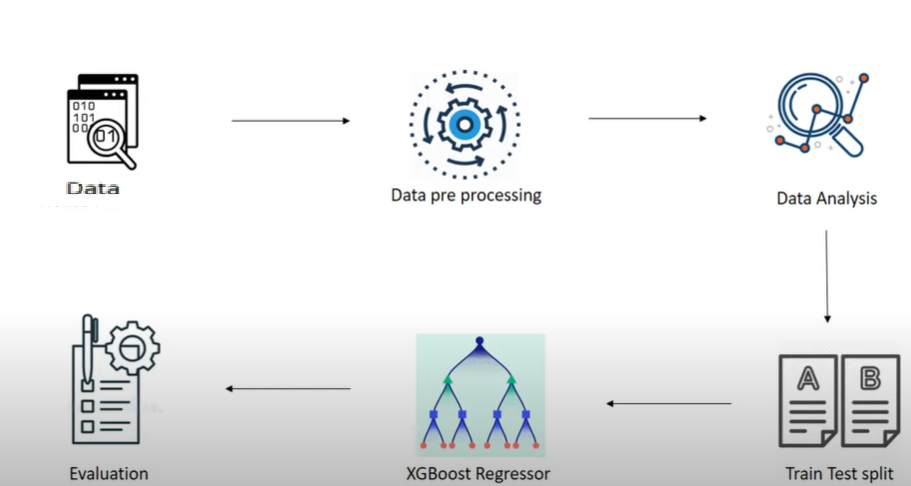 010
101
00
01
Data
Data pre processing
Data Analysis
A
B
Evaluation
XGBoost Regressor
Train Test split